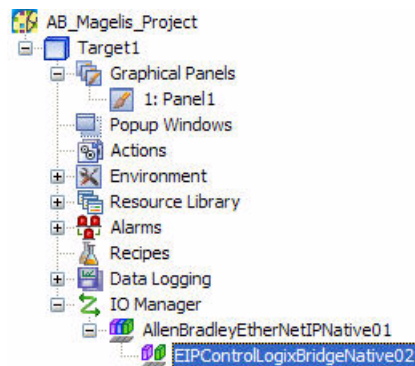 AB_Magelis_Project
Target1
Graphical Panels
1: Panel1
Popup Windows
Actions
Environment
Resource Library
Alarms
Recipes
Data Logging
IO Manager
AllenBradleyEtherNetIPNative01
EIPControlLogixBridgeNative02